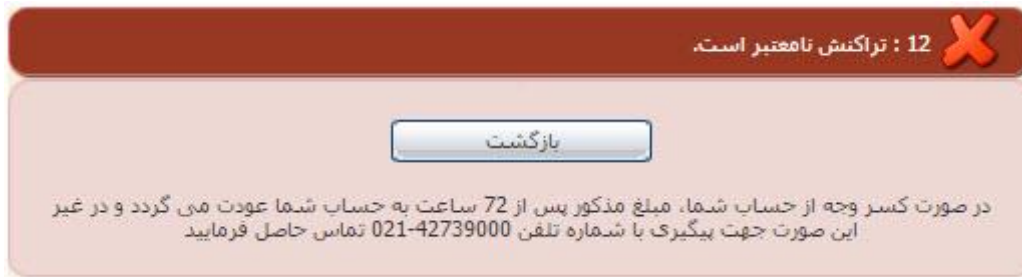 12 : تراکنش نامعتبر است.
بازگشت
در صورت کسر وجه از حساب شما، مبلغ مذکور پس از 72 ساعت به حساب شما عودت می گردد و در غیر
این صورت جهت پیگیری با شماره تلفن 42739000-021 تماس حاصل فرمایید